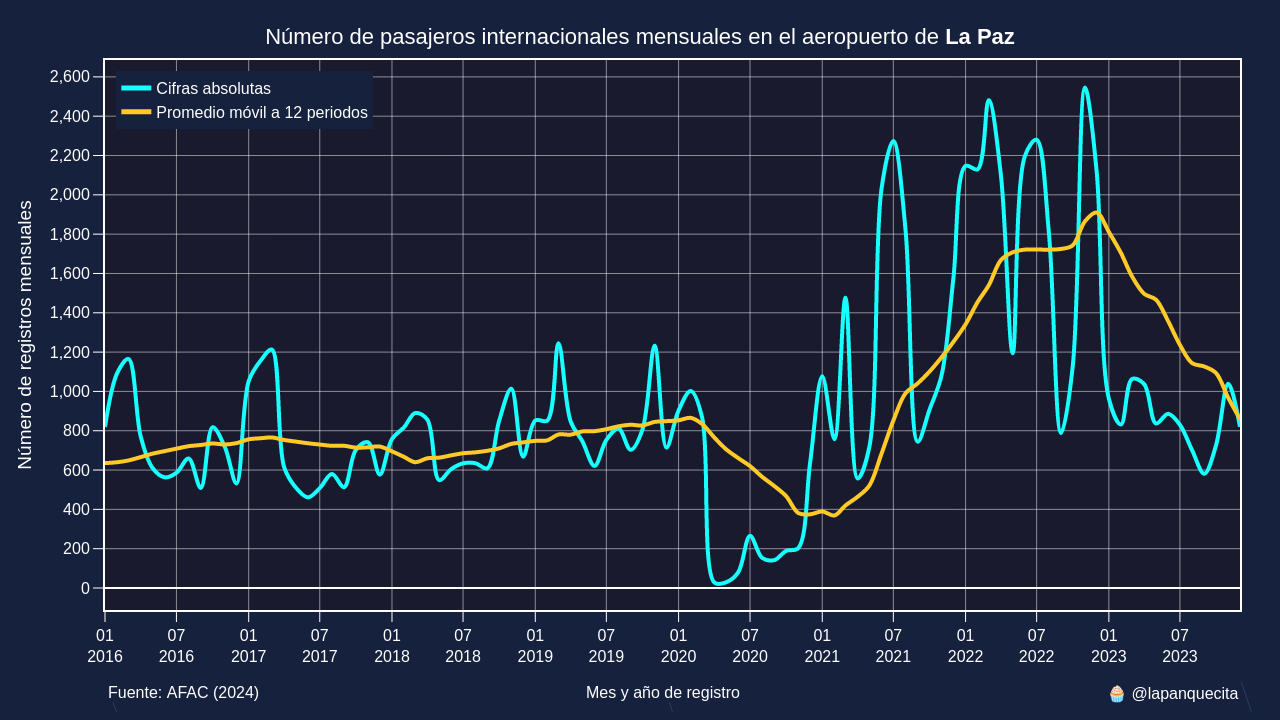 Número de pasajeros internacionales mensuales en el aeropuerto de La Paz
Cifras absolutas
Promedio móvil a 12 periodos
Número de registros mensuales
2,600
2,400
2,200
2,000
1,800
1,600
1,400
1,200
1,000
800
600
400
200
0
01 07 01 07 01 07 01 07 01 07 01 07 01 07 01 07
2016 2016 2017 2017 2018 2018 2019 2019 2020 2020 2021 2021 2022 2022 2023 2023
Fuente: AFAC (2024) Mes y año de registro 🧁 @lapanquecita